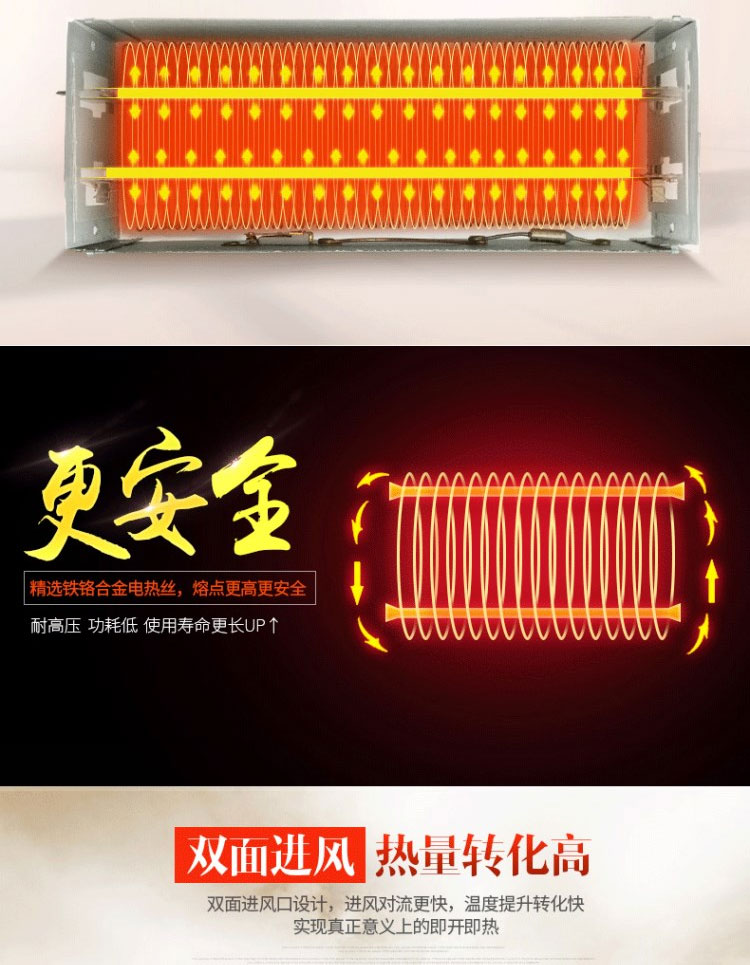 更安全
精选铁铬合金电热丝，熔点更高更安全
耐高压 功耗低 使用寿命更长UP↑
双面进风 热量转化高
双面进风口设计，进风对流更快，温度提升转化快
实现真正意义上的即开即热